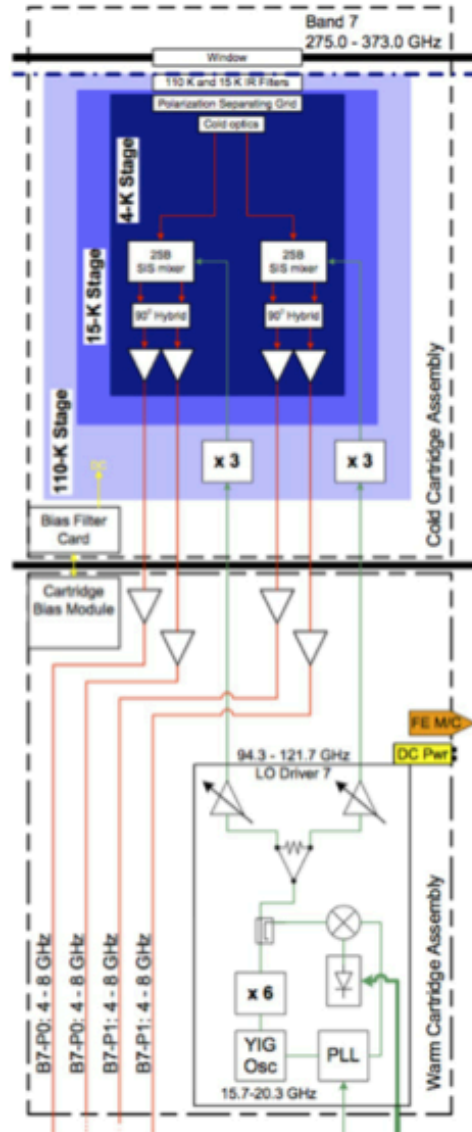 Band 7
275.0 - 373.0 GHz
Window
110 K and 15 K IR Filters
Polarization Separating Grid
Cold optics
4-K Stage
15-K Stage
110-K Stage
2SB
SIS mixer
2SB
SIS mixer
90° Hybrid
90° Hybrid
x 3
x 3
DC
Bias Filter
Card
Cold Cartridge Assembly
Cartridge
Bias Module
FE M/C
DC Pwr
94.3 - 121.7 GHz
LO Driver 7
x 6
YIG
Osc
PLL
15.7-20.3 GHz
B7-P0: 4 - 8 GHz
B7-P0: 4 - 8 GHz
B7-P1: 4 - 8 GHz
B7-P1: 4 - 8 GHz
Warm Cartridge Assembly